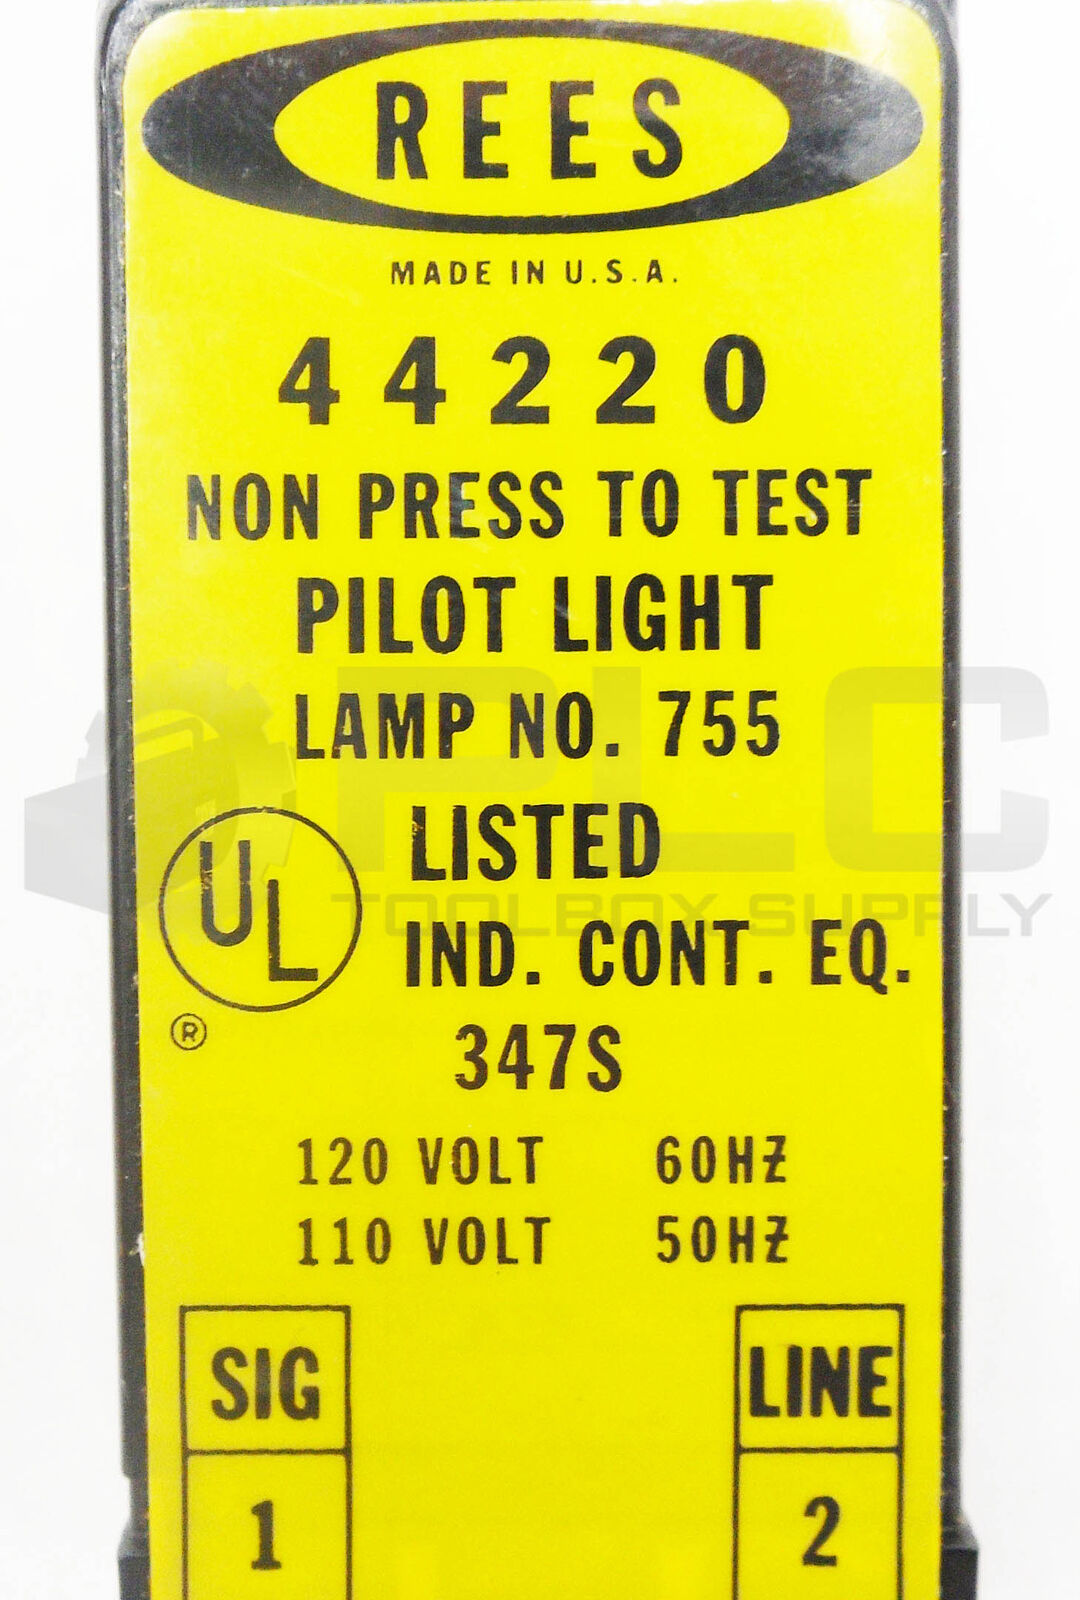 REES
MADE IN U.S.A.
44220
NON PRESS TO TEST
PILOT LIGHT
LAMP NO. 755
UL LISTED
IND. CONT. EQ.
®
347S
120 VOLT 60HZ
110 VOLT 50HZ
SIG LINE
1 2
PLC
TOOLBOX SUPPLY